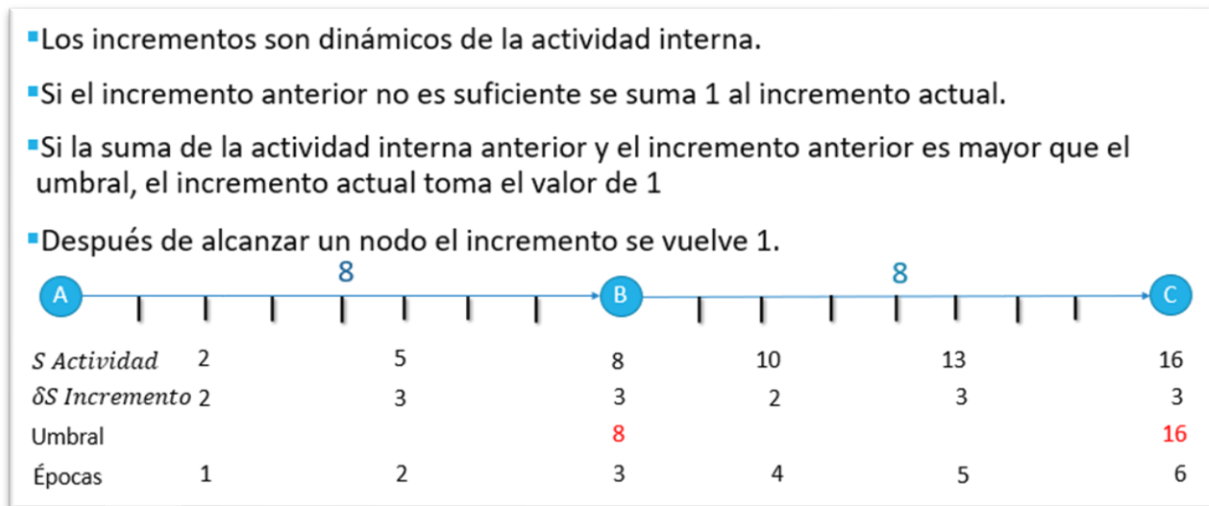 ▪Los incrementos son dinámicos de la actividad interna.
▪Si el incremento anterior no es suficiente se suma 1 al incremento actual.
▪Si la suma de la actividad interna anterior y el incremento anterior es mayor que el
umbral, el incremento actual toma el valor de 1
▪Después de alcanzar un nodo el incremento se vuelve 1.
8 8
A B C
S Actividad 2 5 8 10 13 16
δS Incremento 2 3 3 2 3 3
Umbral 8 16
Épocas 1 2 3 4 5 6